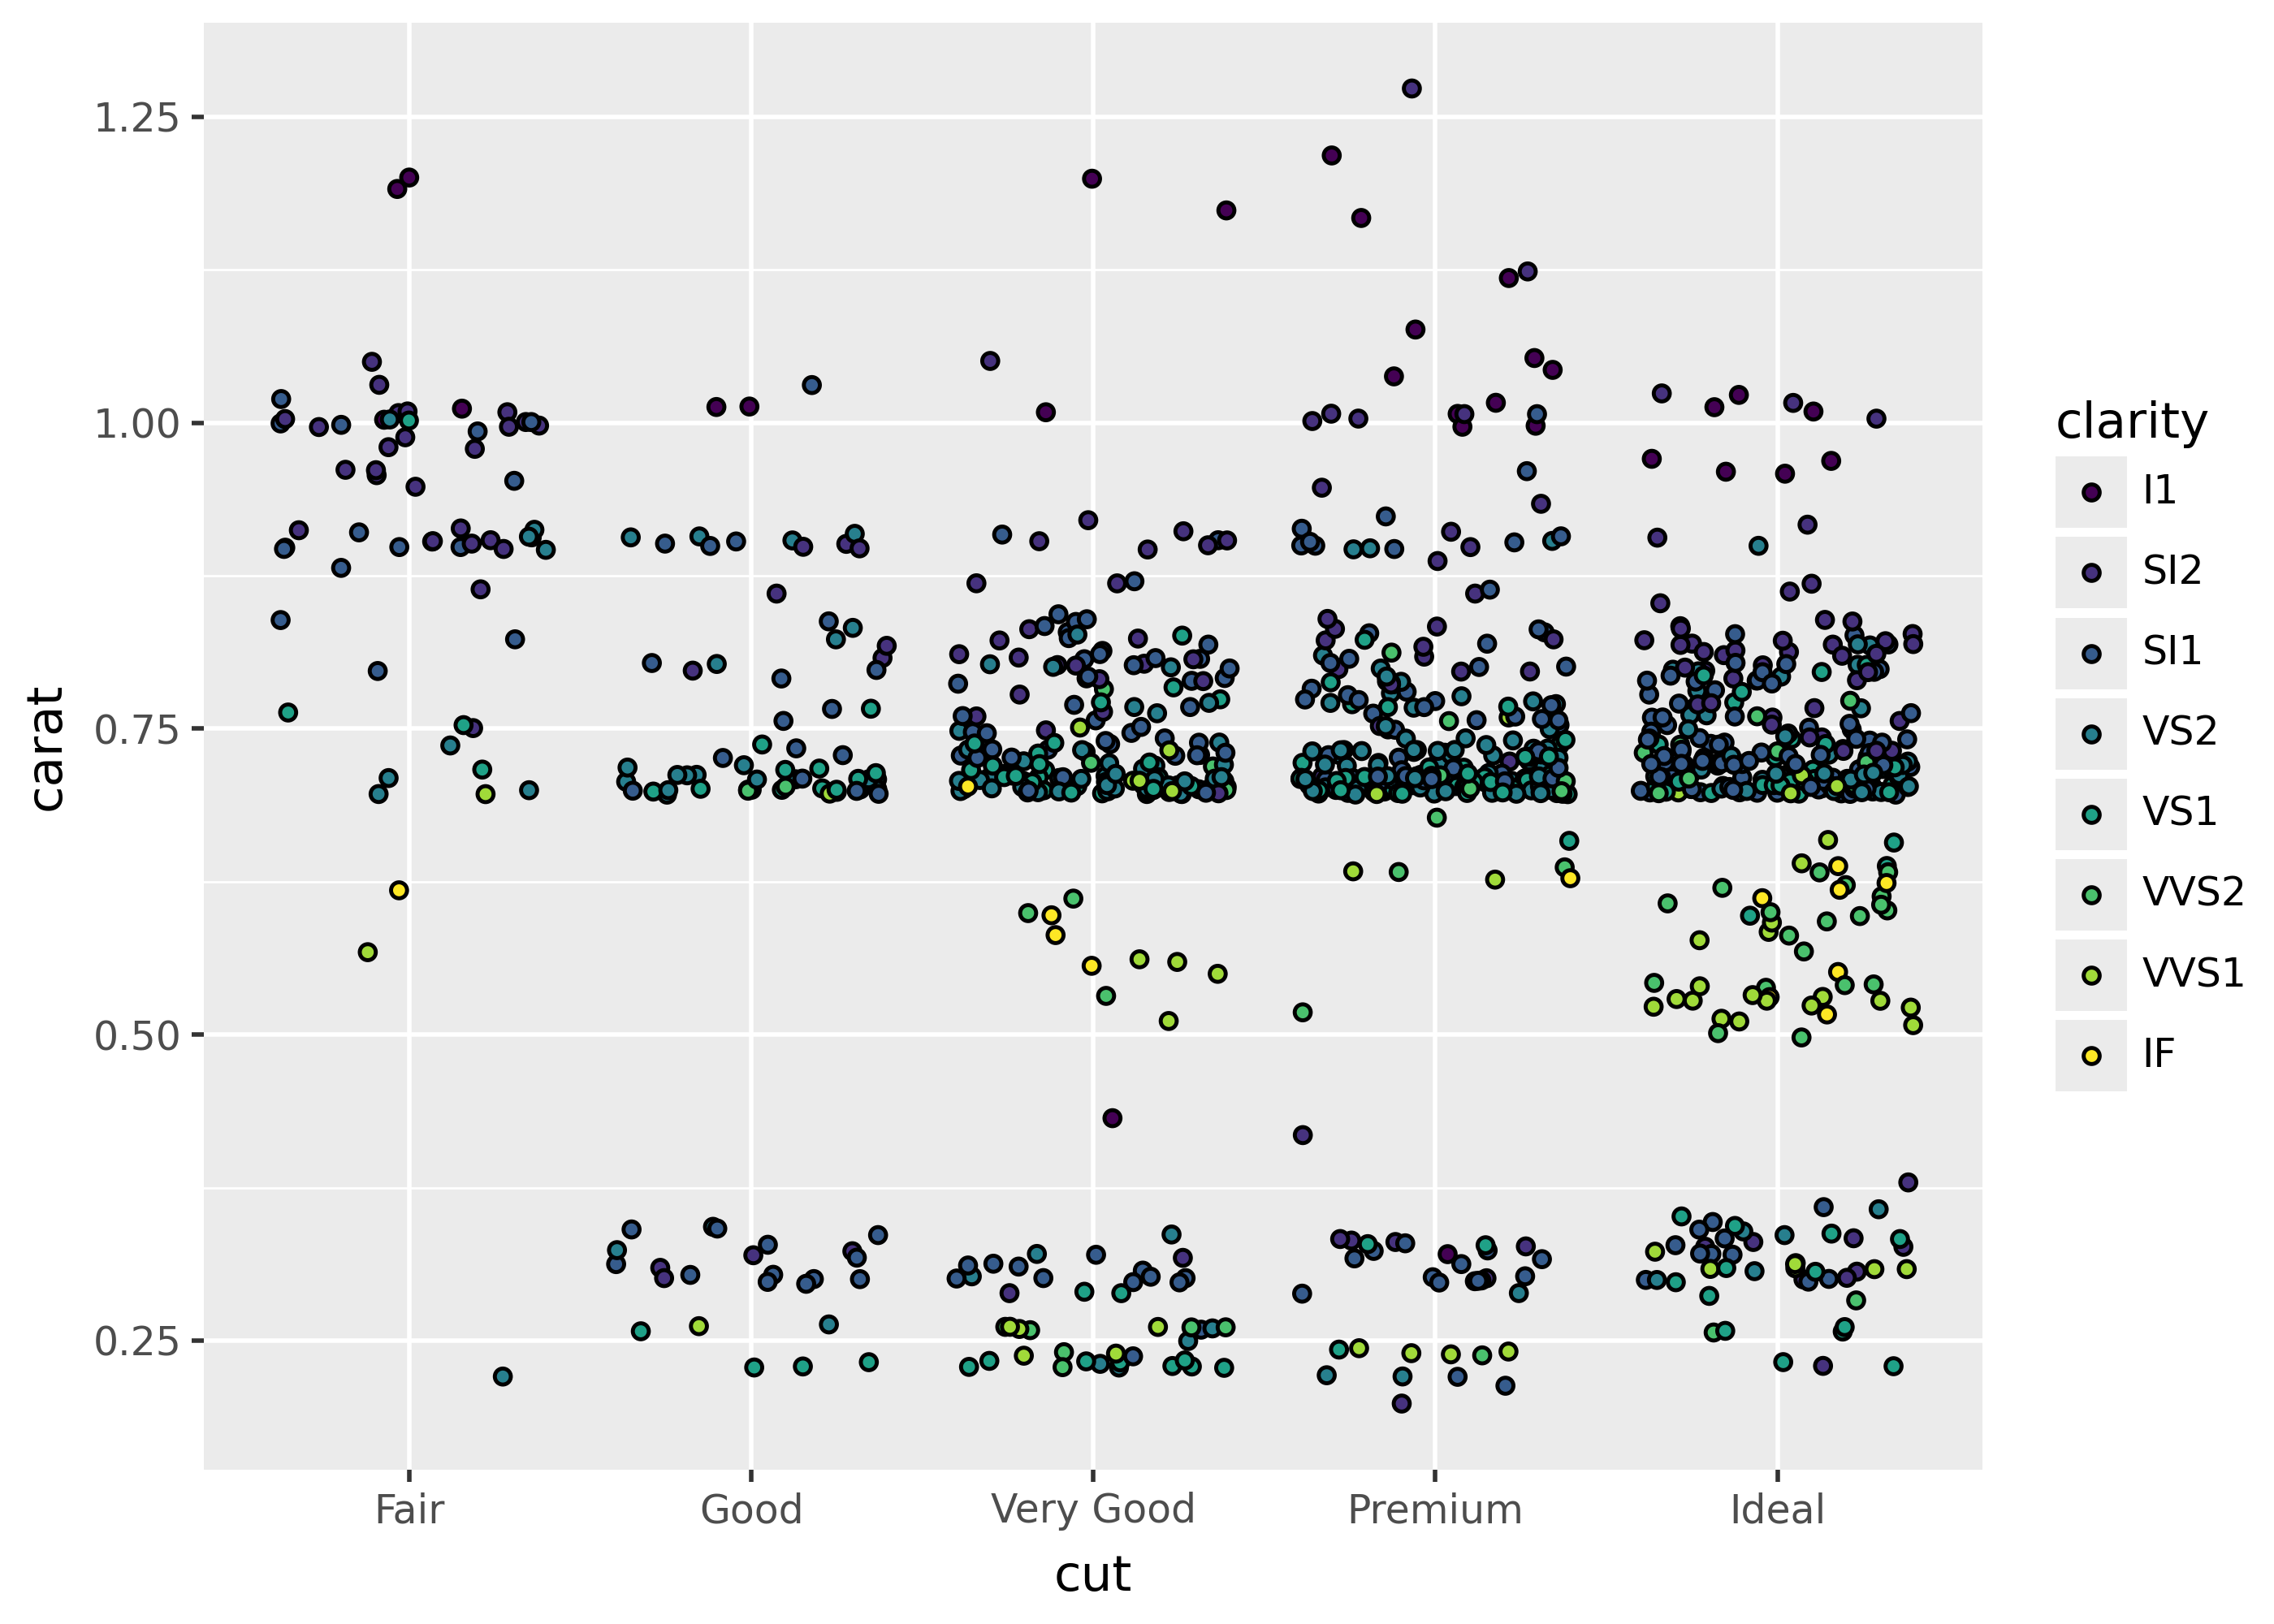 1.25
1.00
0.75
0.50
0.25
carat
Fair
Good
Very Good
Premium
Ideal
cut
clarity
I1
SI2
SI1
VS2
VS1
VVS2
VVS1
IF